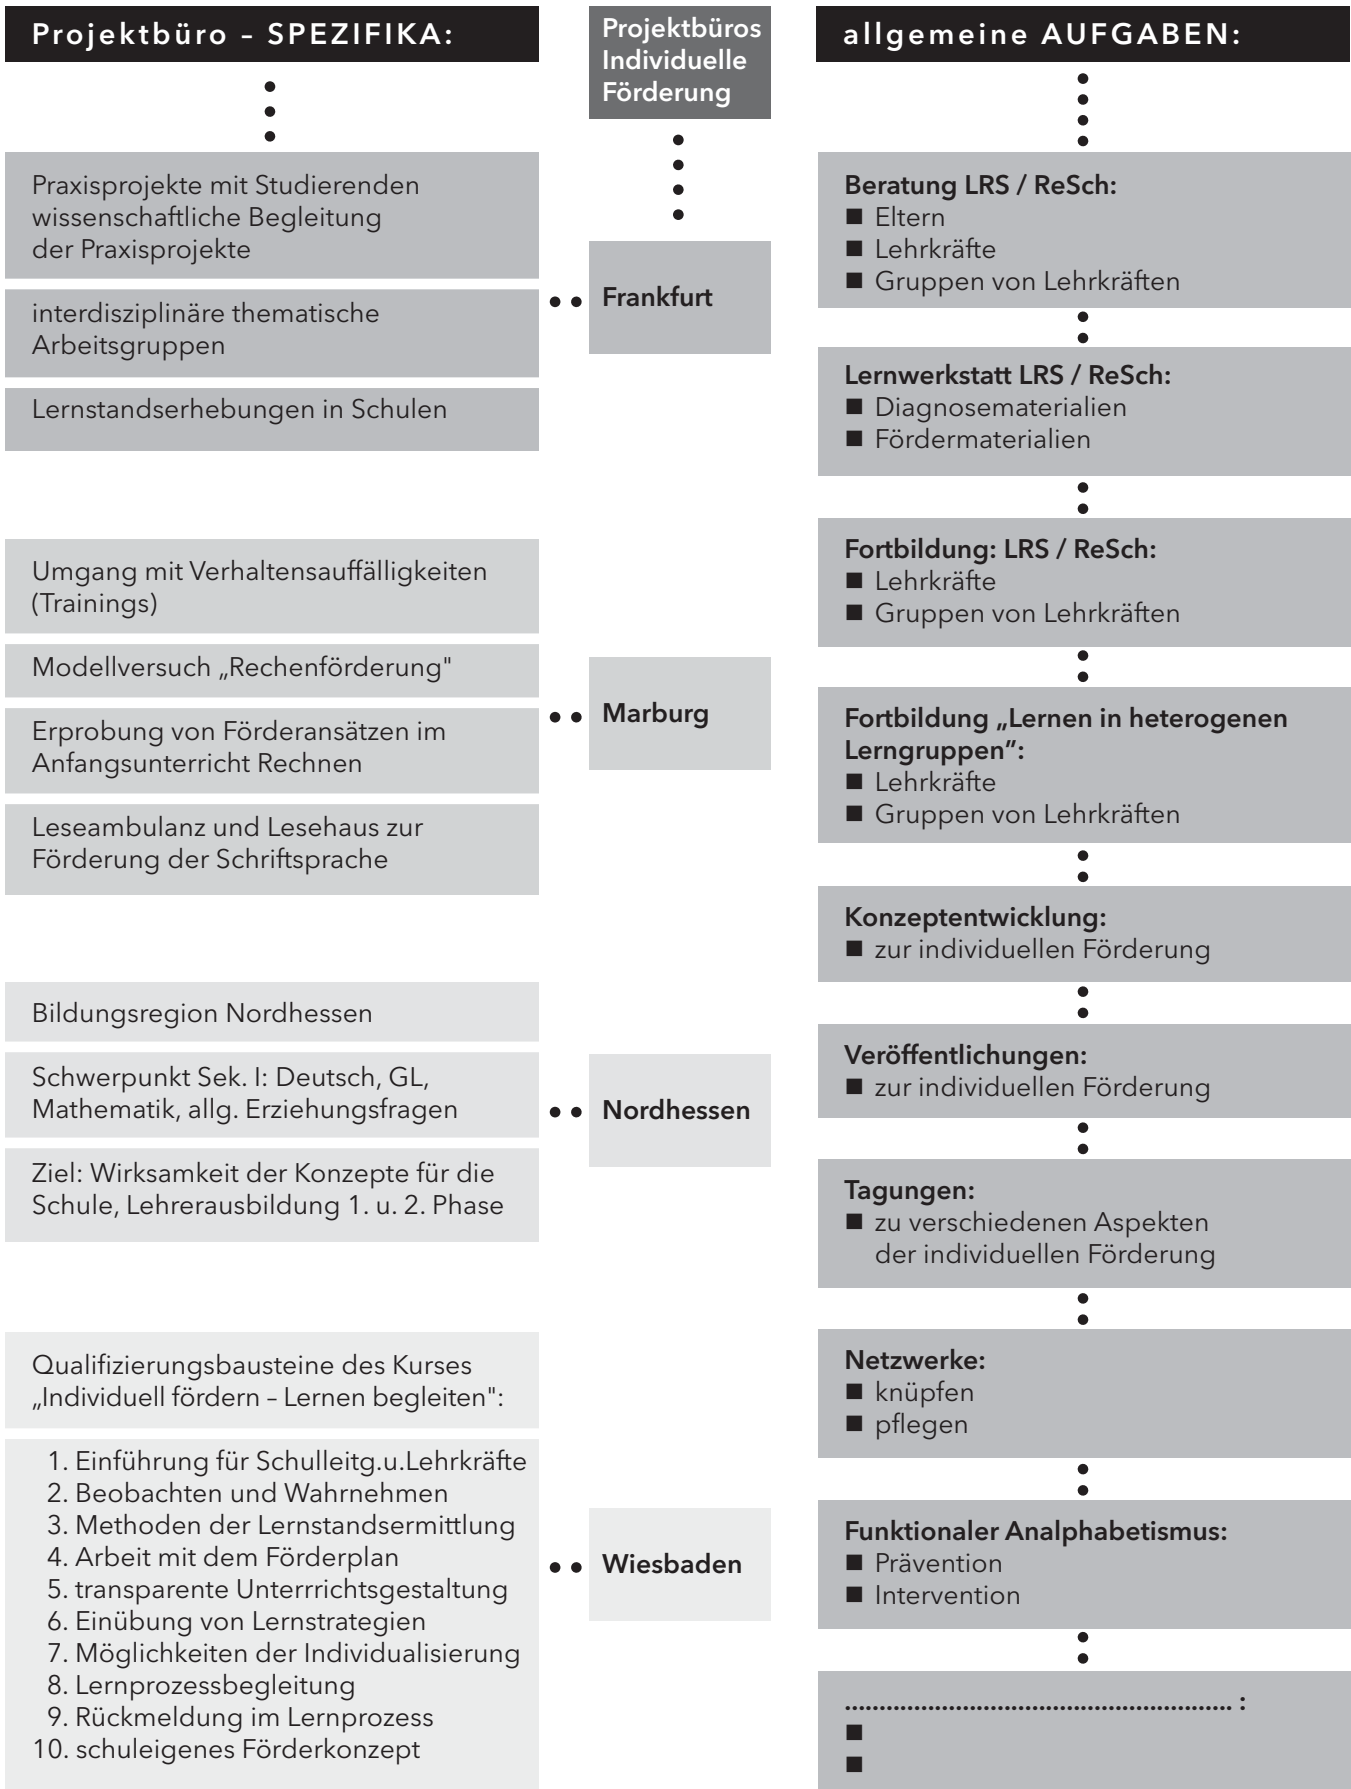 Projektbüro – SPEZIFIKA:
Praxisprojekte mit Studierenden
wissenschaftliche Begleitung
der Praxisprojekte
interdisziplinäre thematische
Arbeitsgruppen
Lernstandserhebungen in Schulen
Umgang mit Verhaltensauffälligkeiten
(Trainings)
Modellversuch „Rechenförderung"
Erprobung von Förderansätzen im
Anfangsunterricht Rechnen
Leseambulanz und Lesehaus zur
Förderung der Schriftsprache
Bildungsregion Nordhessen
Schwerpunkt Sek. I: Deutsch, GL,
Mathematik, allg. Erziehungsfragen
Ziel: Wirksamkeit der Konzepte für die
Schule, Lehrerausbildung 1. u. 2. Phase
Qualifizierungsbausteine des Kurses
„Individuell fördern – Lernen begleiten":
1. Einführung für Schulleitg.u.Lehrkräfte
2. Beobachten und Wahrnehmen
3. Methoden der Lernstandsermittlung
4. Arbeit mit dem Förderplan
5. transparente Unterrrichtsgestaltung
6. Einübung von Lernstrategien
7. Möglichkeiten der Individualisierung
8. Lernprozessbegleitung
9. Rückmeldung im Lernprozess
10. schuleigenes Förderkonzept
Projektbüros
Individuelle
Förderung
Frankfurt
Marburg
Nordhessen
Wiesbaden
allgemeine AUFGABEN:
Beratung LRS / ReSch:
■ Eltern
■ Lehrkräfte
■ Gruppen von Lehrkräften
Lernwerkstatt LRS / ReSch:
■ Diagnosematerialien
■ Fördermaterialien
Fortbildung: LRS / ReSch:
■ Lehrkräfte
■ Gruppen von Lehrkräften
Fortbildung „Lernen in heterogenen
Lerngruppen”:
■ Lehrkräfte
■ Gruppen von Lehrkräften
Konzeptentwicklung:
■ zur individuellen Förderung
Veröffentlichungen:
■ zur individuellen Förderung
Tagungen:
■ zu verschiedenen Aspekten
der individuellen Förderung
Netzwerke:
■ knüpfen
■ pflegen
Funktionaler Analphabetismus:
■ Prävention
■ Intervention
........................................................ :
■
■